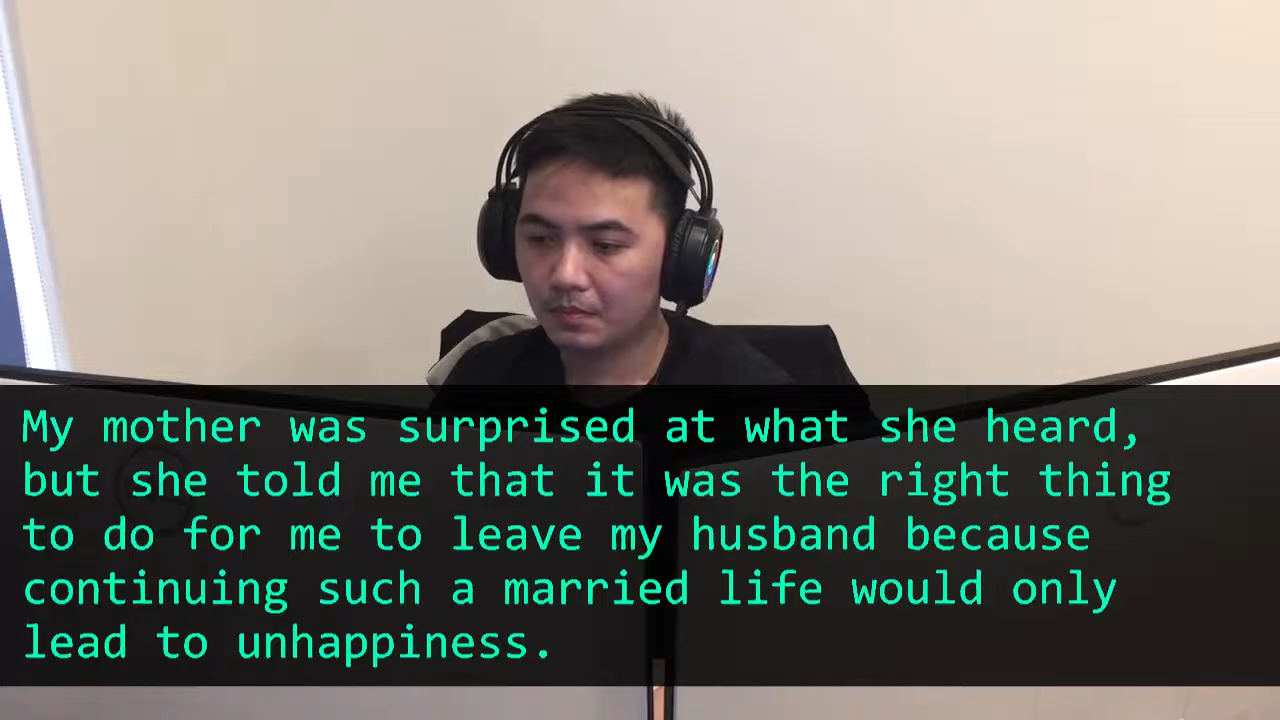 My mother was surprised at what she heard,
but she told me that it was the right thing
to do for me to leave my husband because
continuing such a married life would only
lead to unhappiness.